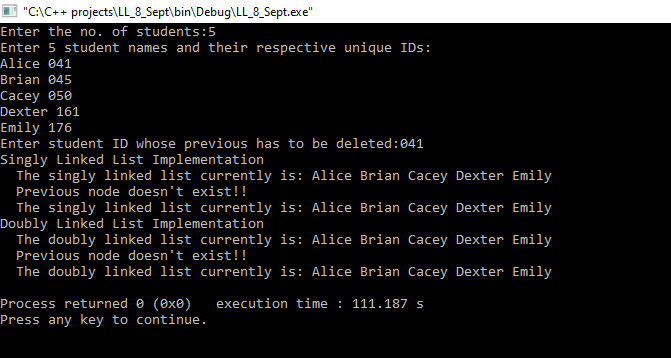 "C:\C++ projects\LL_8_Sept\bin\Debug\LL_8_Sept.exe"
Enter the no. of students:5
Enter 5 student names and their respective unique IDs:
Alice 041
Brian 045
Cacey 050
Dexter 161
Emily 176
Enter student ID whose previous has to be deleted:041
Singly Linked List Implementation
  The singly linked list currently is: Alice Brian Cacey Dexter Emily
  Previous node doesn't exist!!
  The singly linked list currently is: Alice Brian Cacey Dexter Emily
Doubly Linked List Implementation
  The doubly linked list currently is: Alice Brian Cacey Dexter Emily
  Previous node doesn't exist!!
  The doubly linked list currently is: Alice Brian Cacey Dexter Emily

Process returned 0 (0x0)   execution time : 111.187 s
Press any key to continue.